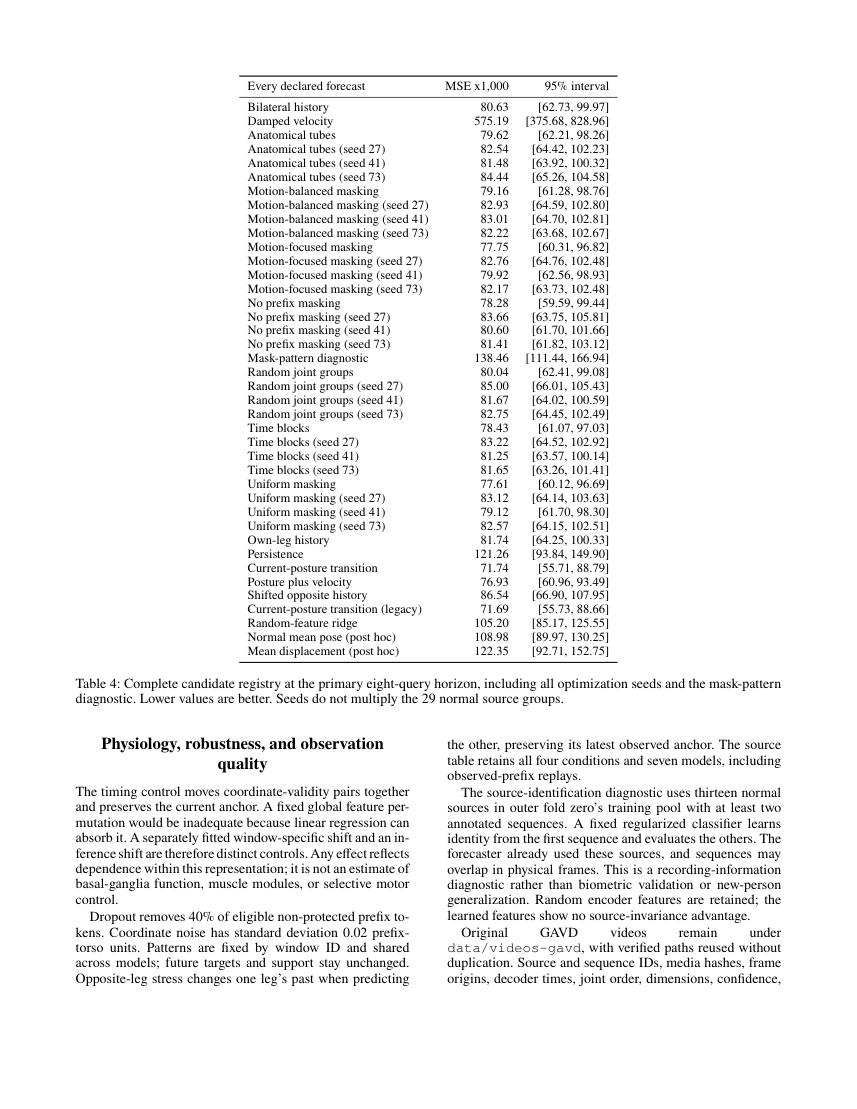 Every declared forecast MSE x1,000 95% interval
Bilateral history 80.63 [62.73, 99.97]
Damped velocity 575.19 [375.68, 828.96]
Anatomical tubes 79.62 [62.21, 98.26]
Anatomical tubes (seed 27) 82.54 [64.42, 102.23]
Anatomical tubes (seed 41) 81.48 [63.92, 100.32]
Anatomical tubes (seed 73) 84.44 [65.26, 104.58]
Motion-balanced masking 79.16 [61.28, 98.76]
Motion-balanced masking (seed 27) 82.93 [64.59, 102.80]
Motion-balanced masking (seed 41) 83.01 [64.70, 102.81]
Motion-balanced masking (seed 73) 82.22 [63.68, 102.67]
Motion-focused masking 77.75 [60.31, 96.82]
Motion-focused masking (seed 27) 82.76 [64.76, 102.48]
Motion-focused masking (seed 41) 79.92 [62.56, 98.93]
Motion-focused masking (seed 73) 82.17 [63.73, 102.48]
No prefix masking 78.28 [59.59, 99.44]
No prefix masking (seed 27) 83.66 [63.75, 105.81]
No prefix masking (seed 41) 80.60 [61.70, 101.66]
No prefix masking (seed 73) 81.41 [61.82, 103.12]
Mask-pattern diagnostic 138.46 [111.44, 166.94]
Random joint groups 80.04 [62.41, 99.08]
Random joint groups (seed 27) 85.00 [66.01, 105.43]
Random joint groups (seed 41) 81.67 [64.02, 100.59]
Random joint groups (seed 73) 82.75 [64.45, 102.49]
Time blocks 78.43 [61.07, 97.03]
Time blocks (seed 27) 83.22 [64.52, 102.92]
Time blocks (seed 41) 81.25 [63.57, 100.14]
Time blocks (seed 73) 81.65 [63.26, 101.41]
Uniform masking 77.61 [60.12, 96.69]
Uniform masking (seed 27) 83.12 [64.14, 103.63]
Uniform masking (seed 41) 79.12 [61.70, 98.30]
Uniform masking (seed 73) 82.57 [64.15, 102.51]
Own-leg history 81.74 [64.25, 100.33]
Persistence 121.26 [93.84, 149.90]
Current-posture transition 71.74 [55.71, 88.79]
Posture plus velocity 76.93 [60.96, 93.49]
Shifted opposite history 86.54 [66.90, 107.95]
Current-posture transition (legacy) 71.69 [55.73, 88.66]
Random-feature ridge 105.20 [85.17, 125.55]
Normal mean pose (post hoc) 108.98 [89.97, 130.25]
Mean displacement (post hoc) 122.35 [92.71, 152.75]
Table 4: Complete candidate registry at the primary eight-query horizon, including all optimization seeds and the mask-pattern
diagnostic. Lower values are better. Seeds do not multiply the 29 normal source groups.
Physiology, robustness, and observation
quality
The timing control moves coordinate-validity pairs together
and preserves the current anchor. A fixed global feature per-
mutation would be inadequate because linear regression can
absorb it. A separately fitted window-specific shift and an in-
ference shift are therefore distinct controls. Any effect reflects
dependence within this representation; it is not an estimate of
basal-ganglia function, muscle modules, or selective motor
control.
Dropout removes 40% of eligible non-protected prefix to-
kens. Coordinate noise has standard deviation 0.02 prefix-
torso units. Patterns are fixed by window ID and shared
across models; future targets and support stay unchanged.
Opposite-leg stress changes one leg's past when predicting
the other, preserving its latest observed anchor. The source
table retains all four conditions and seven models, including
observed-prefix replays.
The source-identification diagnostic uses thirteen normal
sources in outer fold zero's training pool with at least two
annotated sequences. A fixed regularized classifier learns
identity from the first sequence and evaluates the others. The
forecaster already used these sources, and sequences may
overlap in physical frames. This is a recording-information
diagnostic rather than biometric validation or new-person
generalization. Random encoder features are retained; the
learned features show no source-invariance advantage.
Original GAVD videos remain under
data/videos-gavd, with verified paths reused without
duplication. Source and sequence IDs, media hashes, frame
origins, decoder times, joint order, dimensions, confidence,